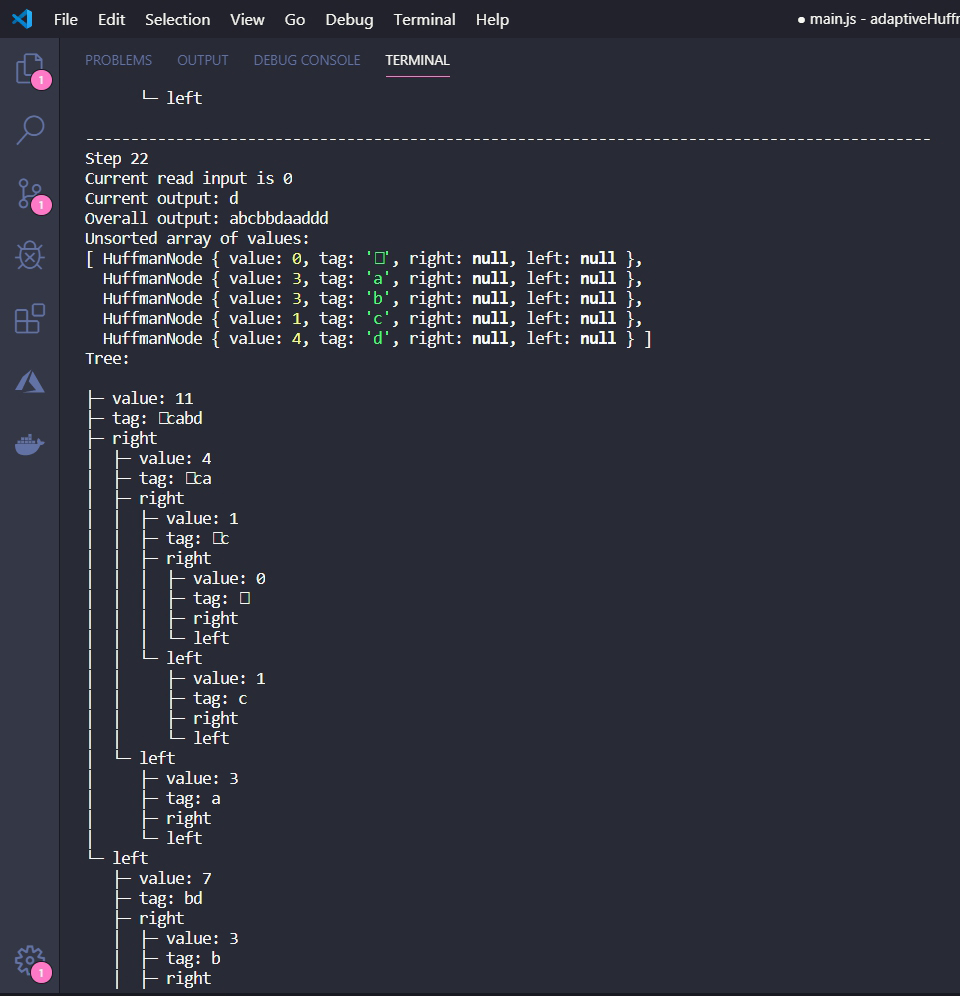 File Edit Selection View Go Debug Terminal Help ● main.js - adaptiveHuffm
PROBLEMS OUTPUT DEBUG CONSOLE TERMINAL
1
1
1
└─ left
----------------------------------------------------------------------------------------------
Step 22
Current read input is 0
Current output: d
Overall output: abcbbdaaddd
Unsorted array of values:
[ HuffmanNode { value: 0, tag: '□', right: null, left: null },
HuffmanNode { value: 3, tag: 'a', right: null, left: null },
HuffmanNode { value: 3, tag: 'b', right: null, left: null },
HuffmanNode { value: 1, tag: 'c', right: null, left: null },
HuffmanNode { value: 4, tag: 'd', right: null, left: null } ]
Tree:
├─ value: 11
├─ tag: □cabd
├─ right
│  ├─ value: 4
│  ├─ tag: □ca
│  ├─ right
│  │  ├─ value: 1
│  │  ├─ tag: □c
│  │  ├─ right
│  │  │  ├─ value: 0
│  │  │  ├─ tag: □
│  │  │  ├─ right
│  │  │  └─ left
│  │  └─ left
│  │     ├─ value: 1
│  │     ├─ tag: c
│  │     ├─ right
│  │     └─ left
│  └─ left
│     ├─ value: 3
│     ├─ tag: a
│     ├─ right
│     └─ left
└─ left
   ├─ value: 7
   ├─ tag: bd
   ├─ right
   │  ├─ value: 3
   │  ├─ tag: b
   │  ├─ right